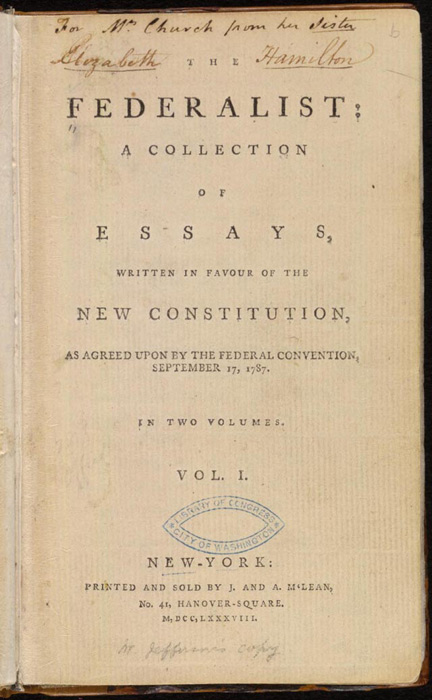 For Mrs. Church from her Sister
Elizabeth Hamilton
THE
FEDERALIST:
A COLLECTION
OF
ESSAYS,
WRITTEN IN FAVOUR OF THE
NEW CONSTITUTION,
AS AGREED UPON BY THE FEDERAL CONVENTION,
SEPTEMBER 17, 1787.
IN TWO VOLUMES.
VOL. I.
LIBRARY OF CONGRESS
CITY OF WASHINGTON
NEW-YORK:
PRINTED AND SOLD BY J. AND A. M‘LEAN,
No. 41, HANOVER-SQUARE.
M,DCC,LXXXVIII.
Jefferson's copy